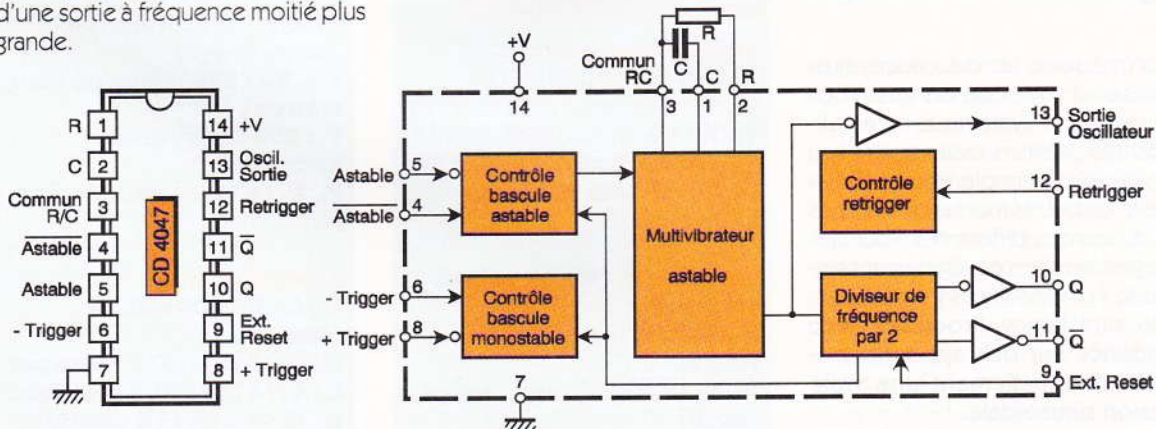 d'une sortie à fréquence moitié plus
grande.
R 1
C 2
Commun
R/C 3
Astable 4
Astable 5
- Trigger 6
7
CD 4047
14 +V
13 Oscil.
Sortie
12 Retrigger
11 Q
10 Q
9 Ext.
Reset
8 + Trigger
+V
14
R
C
Commun
RC
C
R
3
1
2
5
Astable
4
Astable
Contrôle
bascule
astable
- Trigger
6
+ Trigger
8
Contrôle
bascule
monostable
Multivibrateur
astable
13
Sortie
Oscillateur
Contrôle
retrigger
12
Retrigger
Diviseur de
fréquence
par 2
10
Q
11
Q
9
Ext. Reset
7